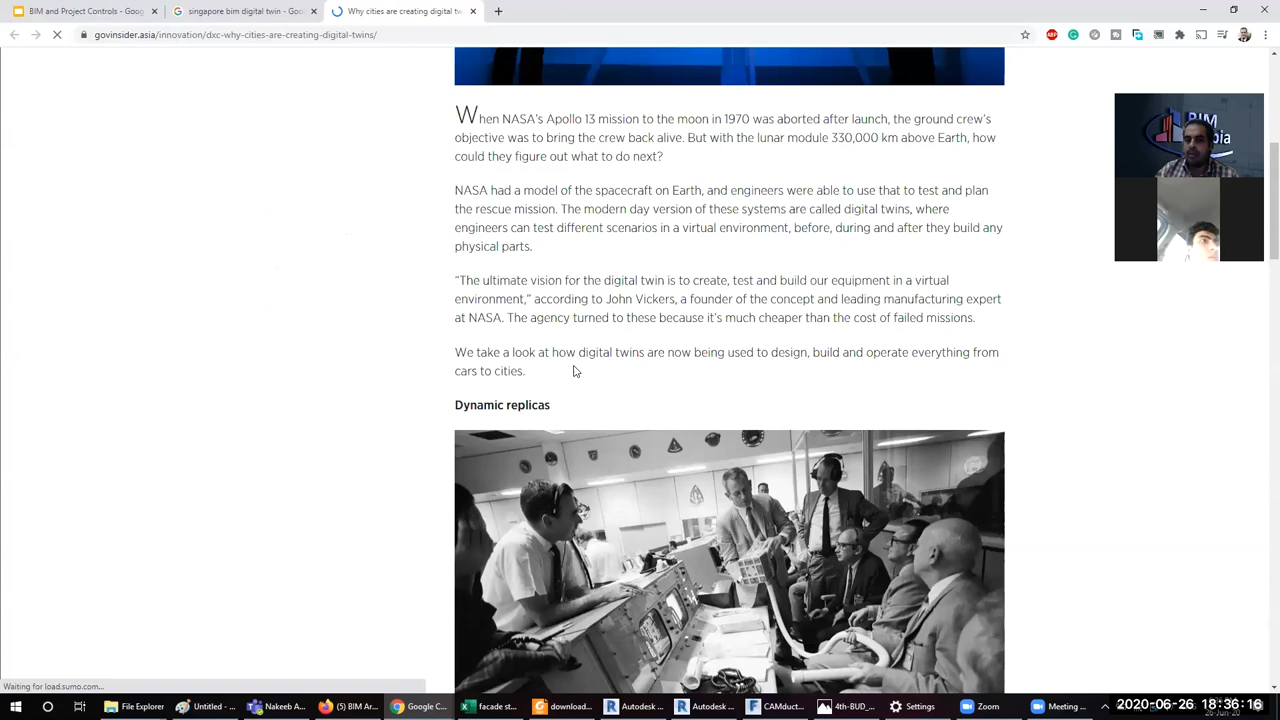 BIM and Project Controls - Goog
singapore bim digital twin - Goo
Why cities are creating digital tw
govinsider.asia/innovation/dxc-why-cities-are-creating-digital-twins/
ABP
When NASA's Apollo 13 mission to the moon in 1970 was aborted after launch, the ground crew's
objective was to bring the crew back alive. But with the lunar module 330,000 km above Earth, how
could they figure out what to do next?
NASA had a model of the spacecraft on Earth, and engineers were able to use that to test and plan
the rescue mission. The modern day version of these systems are called digital twins, where
engineers can test different scenarios in a virtual environment, before, during and after they build any
physical parts.
“The ultimate vision for the digital twin is to create, test and build our equipment in a virtual
environment,” according to John Vickers, a founder of the concept and leading manufacturing expert
at NASA. The agency turned to these because it's much cheaper than the cost of failed missions.
We take a look at how digital twins are now being used to design, build and operate everything from
cars to cities.
Dynamic replicas
BIM
Waiting for load.sumo.com...
File Explorer
Untitled - ...
Nakeeb A...
(5) BIM Ar...
Google C...
facade st...
download...
Autodesk ...
Autodesk ...
CAMduct...
4th-BUD_...
Settings
Zoom
Meeting ...
2020-06-26 18:36:16
26-Jun-20